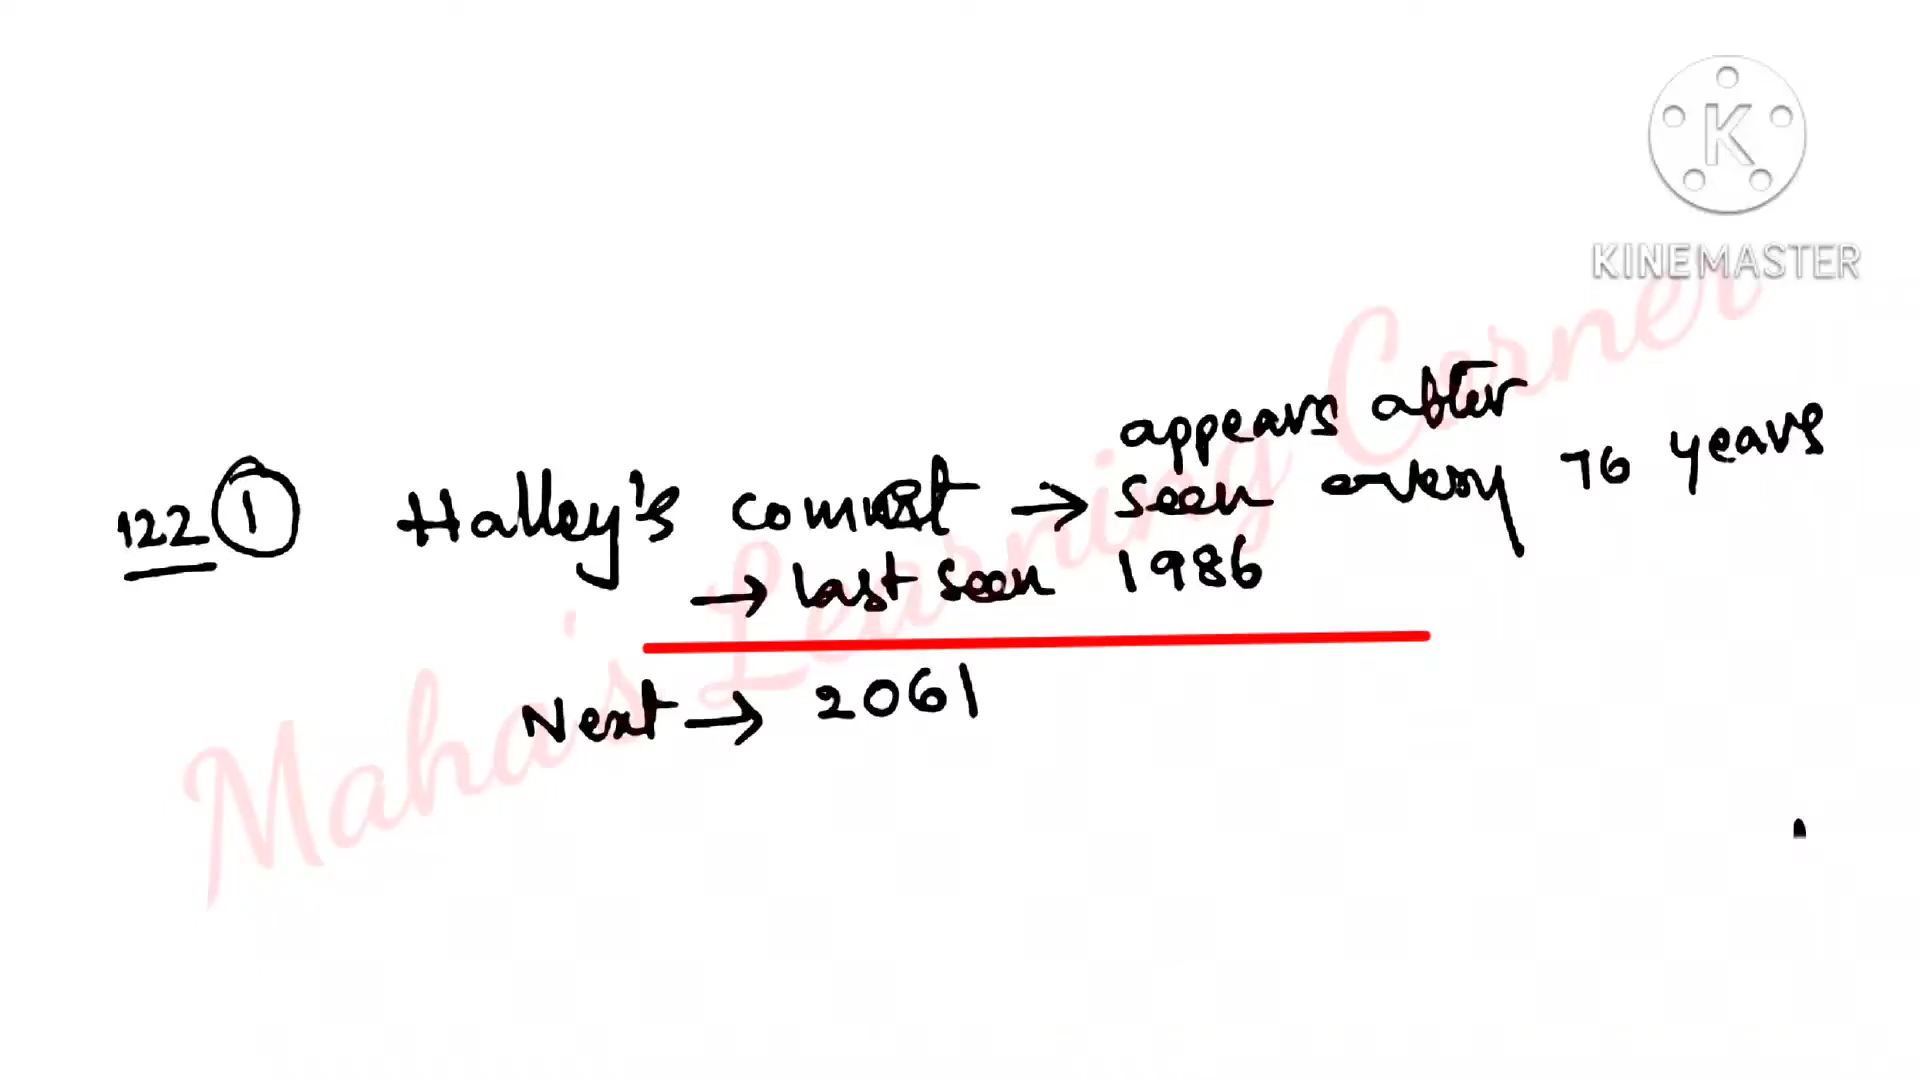 K
KINEMASTER
Maha's Learning Corner
appears after
122 1 Halley's comet → seen every 76 years
→ last seen 1986
Next → 2061